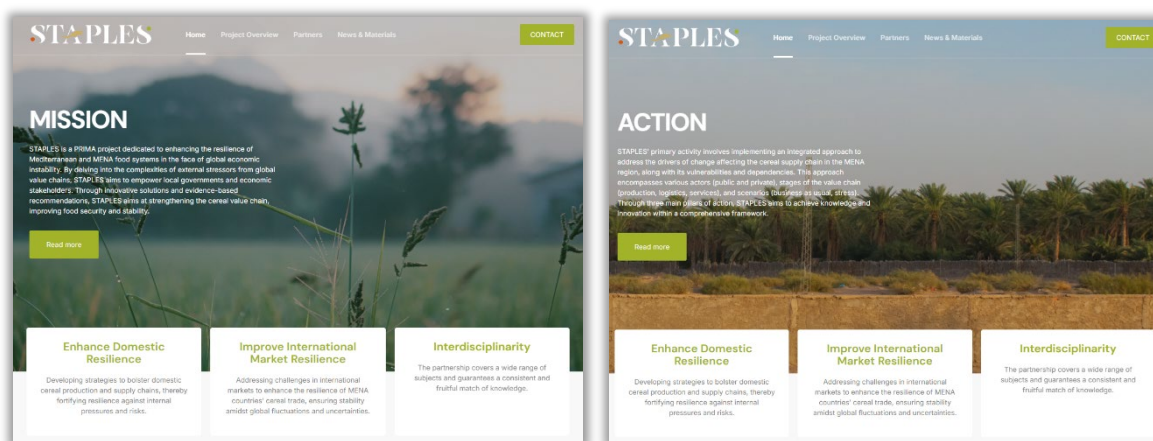 STAPLES
Home Project Overview Partners News & Materials
CONTACT
MISSION
STAPLES is a PRIMA project dedicated to enhancing the resilience of
Mediterranean and MENA food systems in the face of global economic
instability. By delving into the complexities of external stressors from global
value chains, STAPLES aims to empower local governments and economic
stakeholders. Through innovative solutions and evidence-based
recommendations, STAPLES aims at strengthening the cereal value chain,
improving food security and stability.
Read more
Enhance Domestic
Resilience
Developing strategies to bolster domestic
cereal production and supply chains, thereby
fortifying resilience against internal
pressures and risks.
Improve International
Market Resilience
Addressing challenges in international
markets to enhance the resilience of MENA
countries' cereal trade, ensuring stability
amidst global fluctuations and uncertainties.
Interdisciplinarity
The partnership covers a wide range of
subjects and guarantees a consistent and
fruitful match of knowledge.
STAPLES
Home Project Overview Partners News & Materials
CONTACT
ACTION
STAPLES' primary activity involves implementing an integrated approach to
address the drivers of change affecting the cereal supply chain in the MENA
region, along with its vulnerabilities and dependencies. This approach
encompasses various actors (public and private), stages of the value chain
(production, logistics, services), and scenarios (business as usual, stress).
Through three main pillars of action, STAPLES aims to achieve knowledge and
innovation within a comprehensive framework.
Read more
Enhance Domestic
Resilience
Developing strategies to bolster domestic
cereal production and supply chains, thereby
fortifying resilience against internal
pressures and risks.
Improve International
Market Resilience
Addressing challenges in international
markets to enhance the resilience of MENA
countries' cereal trade, ensuring stability
amidst global fluctuations and uncertainties.
Interdisciplinarity
The partnership covers a wide range of
subjects and guarantees a consistent and
fruitful match of knowledge.